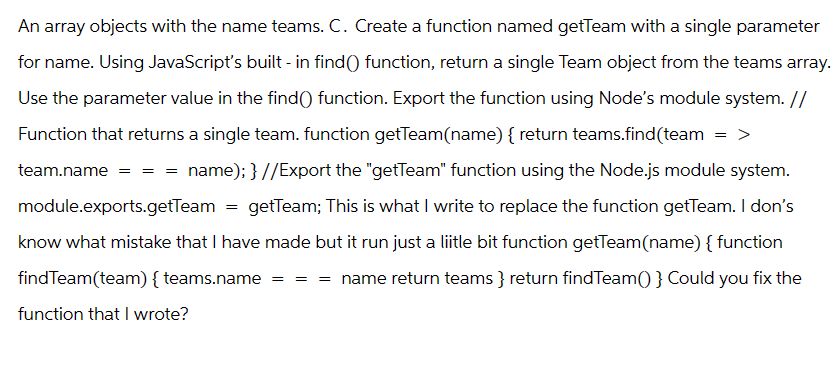 An array objects with the name teams. C. Create a function named getTeam with a single parameter
for name. Using JavaScript's built - in find() function, return a single Team object from the teams array.
Use the parameter value in the find() function. Export the function using Node's module system. //
Function that returns a single team. function getTeam(name) { return teams.find(team = >
team.name = = = name); } //Export the "getTeam" function using the Node.js module system.
module.exports.getTeam = getTeam; This is what I write to replace the function getTeam. I don's
know what mistake that I have made but it run just a liitle bit function getTeam(name) { function
findTeam(team) { teams.name = = = name return teams } return findTeam() } Could you fix the
function that I wrote?